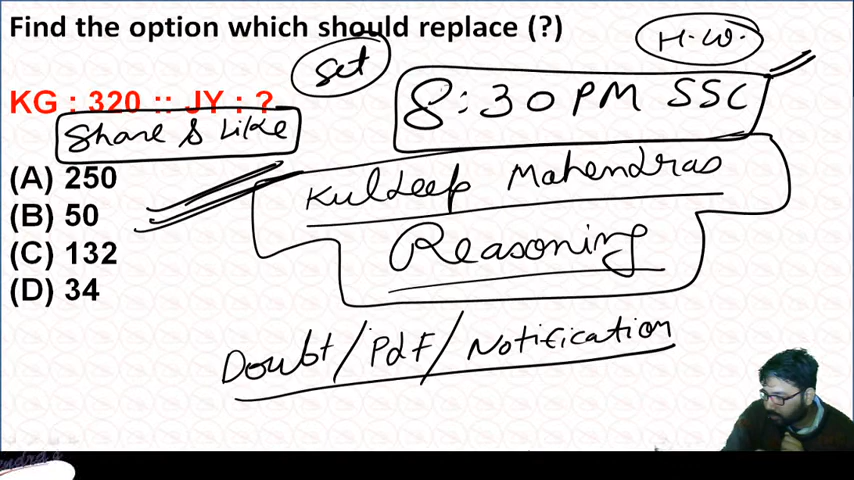 Find the option which should replace (?)
H.W.
Set
8:30 PM SSC
KG : 320 :: JY : ?
Share & Like
Kuldeep Mahendras
(A) 250
(B) 50
Reasoning
(C) 132
(D) 34
Doubt/PdF/Notification